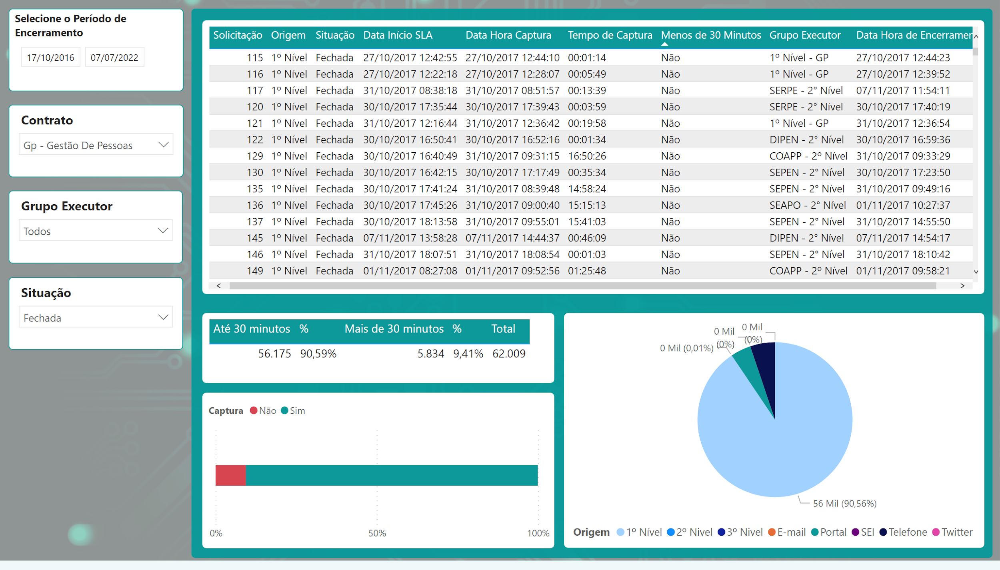 Selecione o Período de
Encerramento
17/10/2016 07/07/2022
Contrato
Gp - Gestão De Pessoas
Grupo Executor
Todos
Situação
Fechada
Solicitação Origem Situação Data Início SLA Data Hora Captura Tempo de Captura Menos de 30 Minutos Grupo Executor Data Hora de Encerramen
115 1º Nível Fechada 27/10/2017 12:42:55 27/10/2017 12:44:10 00:01:14 Não 1º Nível - GP 27/10/2017 12:44:23
116 1º Nível Fechada 27/10/2017 12:22:18 27/10/2017 12:28:07 00:05:49 Não 1º Nível - GP 27/10/2017 12:39:52
117 1º Nível Fechada 31/10/2017 08:38:18 31/10/2017 08:51:57 00:13:39 Não SERPE - 2° Nível 07/11/2017 11:54:11
120 1º Nível Fechada 30/10/2017 17:35:44 30/10/2017 17:39:43 00:03:59 Não SERPE - 2° Nível 30/10/2017 17:40:19
121 1º Nível Fechada 31/10/2017 12:16:44 31/10/2017 12:36:42 00:19:58 Não 1º Nível - GP 31/10/2017 12:36:54
122 1º Nível Fechada 30/10/2017 16:50:41 30/10/2017 16:52:16 00:01:34 Não DIPEN - 2° Nível 30/10/2017 16:59:36
129 1º Nível Fechada 30/10/2017 16:40:49 31/10/2017 09:31:15 16:50:26 Não COAPP - 2º Nível 31/10/2017 09:33:29
130 1º Nível Fechada 30/10/2017 16:42:15 30/10/2017 17:17:49 00:35:34 Não SEPEN - 2° Nível 30/10/2017 17:23:50
135 1º Nível Fechada 30/10/2017 17:41:24 31/10/2017 08:39:48 14:58:24 Não SEPEN - 2° Nível 31/10/2017 09:49:16
136 1º Nível Fechada 30/10/2017 17:45:26 31/10/2017 09:00:40 15:15:13 Não SEAPO - 2° Nível 01/11/2017 10:27:37
137 1º Nível Fechada 30/10/2017 18:13:58 31/10/2017 09:55:01 15:41:03 Não SEPEN - 2° Nível 31/10/2017 14:55:50
145 1º Nível Fechada 07/11/2017 13:58:28 07/11/2017 14:44:37 00:46:09 Não DIPEN - 2° Nível 07/11/2017 14:54:17
146 1º Nível Fechada 31/10/2017 18:07:51 31/10/2017 18:08:54 00:01:03 Não SEPEN - 2° Nível 31/10/2017 18:10:42
149 1º Nível Fechada 01/11/2017 08:27:08 01/11/2017 09:52:56 01:25:48 Não COAPP - 2º Nível 01/11/2017 09:58:21
Até 30 minutos % Mais de 30 minutos % Total
56.175 90,59% 5.834 9,41% 62.009
Captura Não Sim
0% 50% 100%
0 Mil
(0%)
0 Mil
(0%)
0 Mil (0,01%)
56 Mil (90,56%)
Origem 1º Nível 2º Nivel 3º Nivel E-mail Portal SEI Telefone Twitter